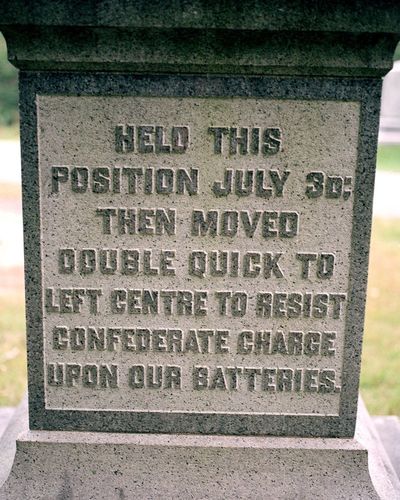 HELD THIS
POSITION JULY 3D:
THEN MOVED
DOUBLE QUICK TO
LEFT CENTRE TO RESIST
CONFEDERATE CHARGE
UPON OUR BATTERIES.